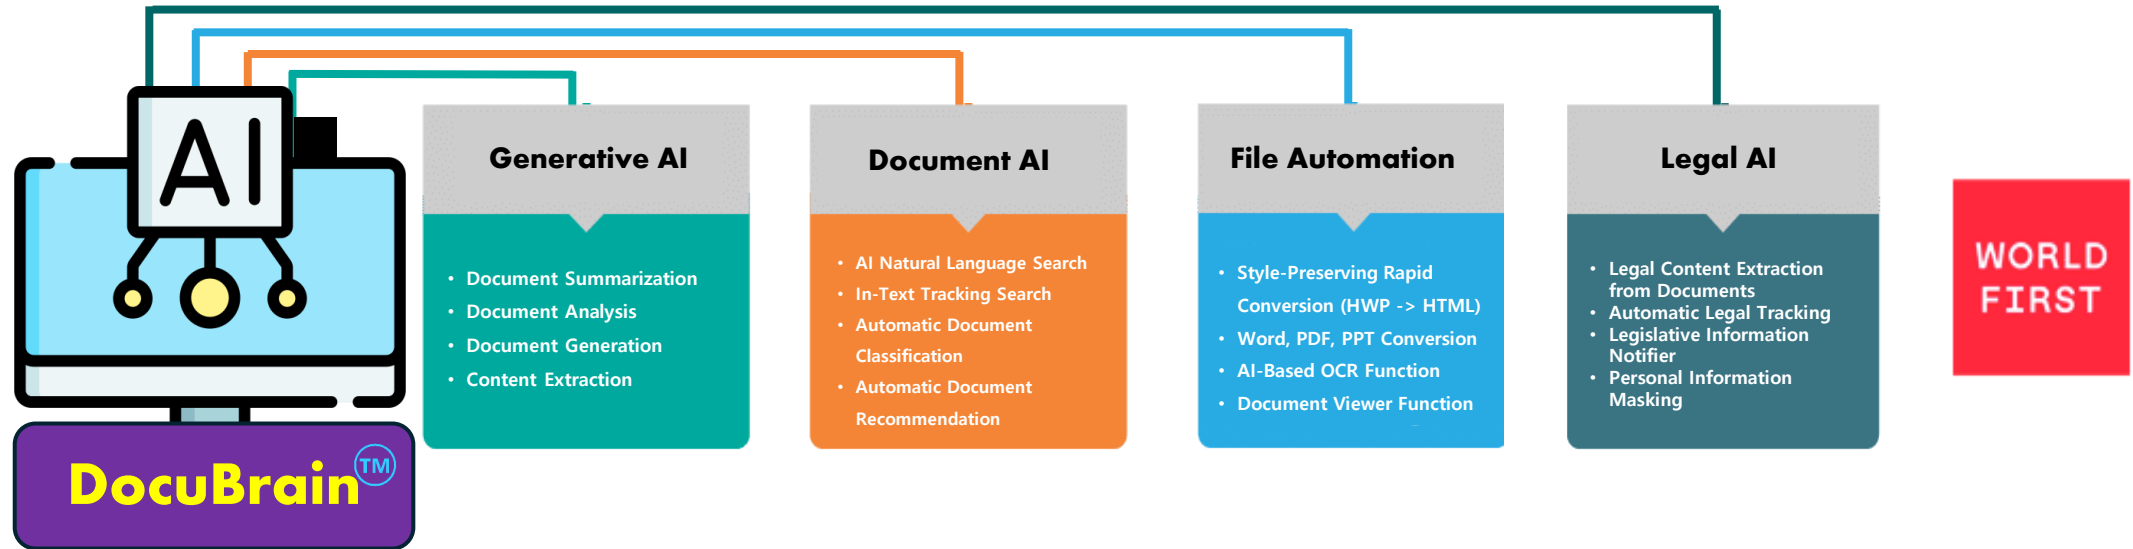 AI
DocuBrain
TM
Generative AI
• Document Summarization
• Document Analysis
• Document Generation
• Content Extraction
Document AI
• AI Natural Language Search
• In-Text Tracking Search
• Automatic Document
Classification
• Automatic Document
Recommendation
File Automation
• Style-Preserving Rapid
Conversion (HWP -> HTML)
• Word, PDF, PPT Conversion
• AI-Based OCR Function
• Document Viewer Function
Legal AI
• Legal Content Extraction
from Documents
• Automatic Legal Tracking
• Legislative Information
Notifier
• Personal Information
Masking
WORLD
FIRST